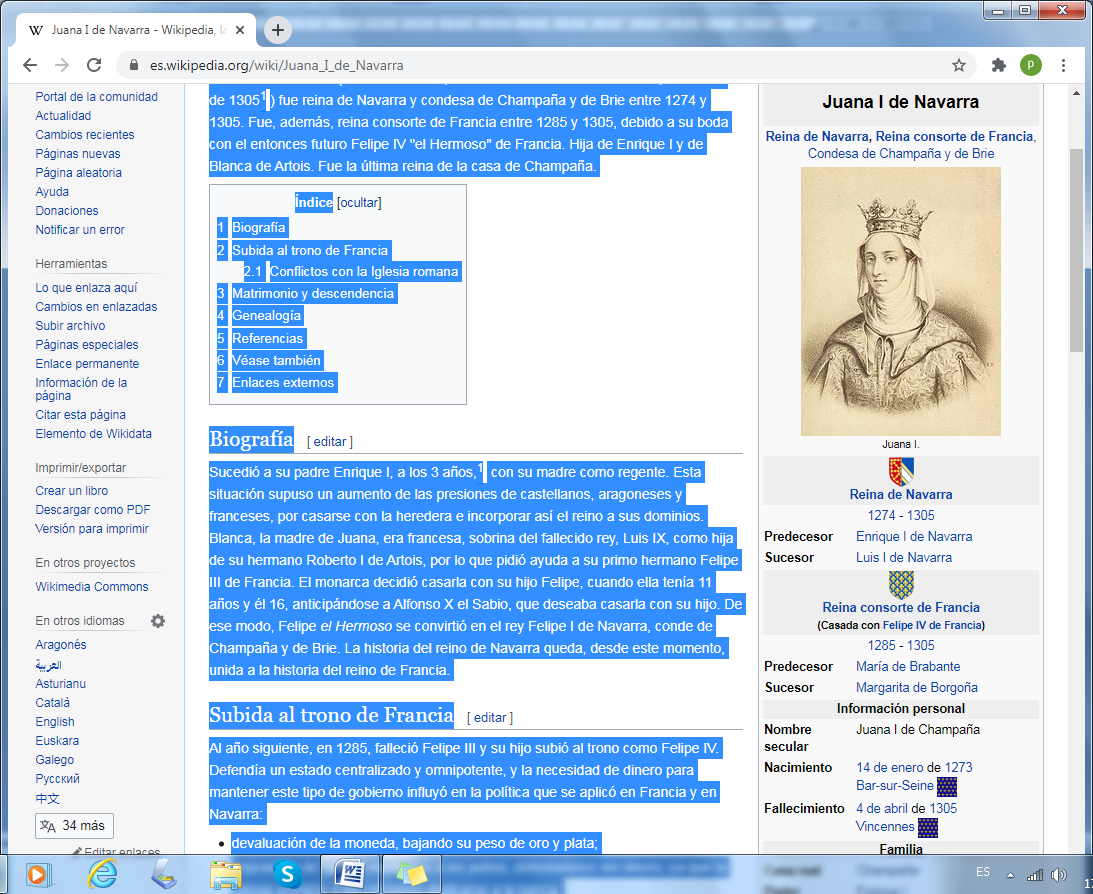 Juana I de Navarra - Wikipedia, la
es.wikipedia.org/wiki/Juana_I_de_Navarra
P
Portal de la comunidad
Actualidad
Cambios recientes
Páginas nuevas
Página aleatoria
Ayuda
Donaciones
Notificar un error
Herramientas
Lo que enlaza aquí
Cambios en enlazadas
Subir archivo
Páginas especiales
Enlace permanente
Información de la
página
Citar esta página
Elemento de Wikidata
Imprimir/exportar
Crear un libro
Descargar como PDF
Versión para imprimir
En otros proyectos
Wikimedia Commons
En otros idiomas
Aragonés
العربية
Asturianu
Català
English
Euskara
Galego
Русский
中文
34 más
Editar enlaces
de 13051) fue reina de Navarra y condesa de Champaña y de Brie entre 1274 y
1305. Fue, además, reina consorte de Francia entre 1285 y 1305, debido a su boda
con el entonces futuro Felipe IV "el Hermoso" de Francia. Hija de Enrique I y de
Blanca de Artois. Fue la última reina de la casa de Champaña.
Índice [ocultar]
1 Biografía
2 Subida al trono de Francia
2.1 Conflictos con la Iglesia romana
3 Matrimonio y descendencia
4 Genealogía
5 Referencias
6 Véase también
7 Enlaces externos
Biografía [ editar ]
Sucedió a su padre Enrique I, a los 3 años,1 con su madre como regente. Esta
situación supuso un aumento de las presiones de castellanos, aragoneses y
franceses, por casarse con la heredera e incorporar así el reino a sus dominios.
Blanca, la madre de Juana, era francesa, sobrina del fallecido rey, Luis IX, como hija
de su hermano Roberto I de Artois, por lo que pidió ayuda a su primo hermano Felipe
III de Francia. El monarca decidió casarla con su hijo Felipe, cuando ella tenía 11
años y él 16, anticipándose a Alfonso X el Sabio, que deseaba casarla con su hijo. De
ese modo, Felipe el Hermoso se convirtió en el rey Felipe I de Navarra, conde de
Champaña y de Brie. La historia del reino de Navarra queda, desde este momento,
unida a la historia del reino de Francia.
Subida al trono de Francia [ editar ]
Al año siguiente, en 1285, falleció Felipe III y su hijo subió al trono como Felipe IV.
Defendía un estado centralizado y omnipotente, y la necesidad de dinero para
mantener este tipo de gobierno influyó en la política que se aplicó en Francia y en
Navarra:
• devaluación de la moneda, bajando su peso de oro y plata;
Juana I de Navarra
Reina de Navarra, Reina consorte de Francia,
Condesa de Champaña y de Brie
Juana I.
Reina de Navarra
1274 - 1305
Predecesor Enrique I de Navarra
Sucesor Luis I de Navarra
Reina consorte de Francia
(Casada con Felipe IV de Francia)
1285 - 1305
Predecesor María de Brabante
Sucesor Margarita de Borgoña
Información personal
Nombre Juana I de Champaña
secular
Nacimiento 14 de enero de 1273
Bar-sur-Seine
Fallecimiento 4 de abril de 1305
Vincennes
Familia
ES